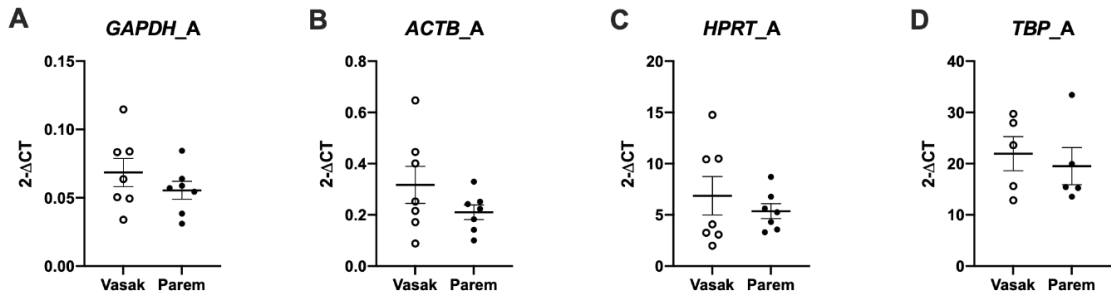 A
GAPDH_A
2-ΔCT
0.15
0.10
0.05
0.00
Vasak Parem
B
ACTB_A
2-ΔCT
0.8
0.6
0.4
0.2
0.0
Vasak Parem
C
HPRT_A
2-ΔCT
20
15
10
5
0
Vasak Parem
D
TBP_A
2-ΔCT
40
30
20
10
0
Vasak Parem